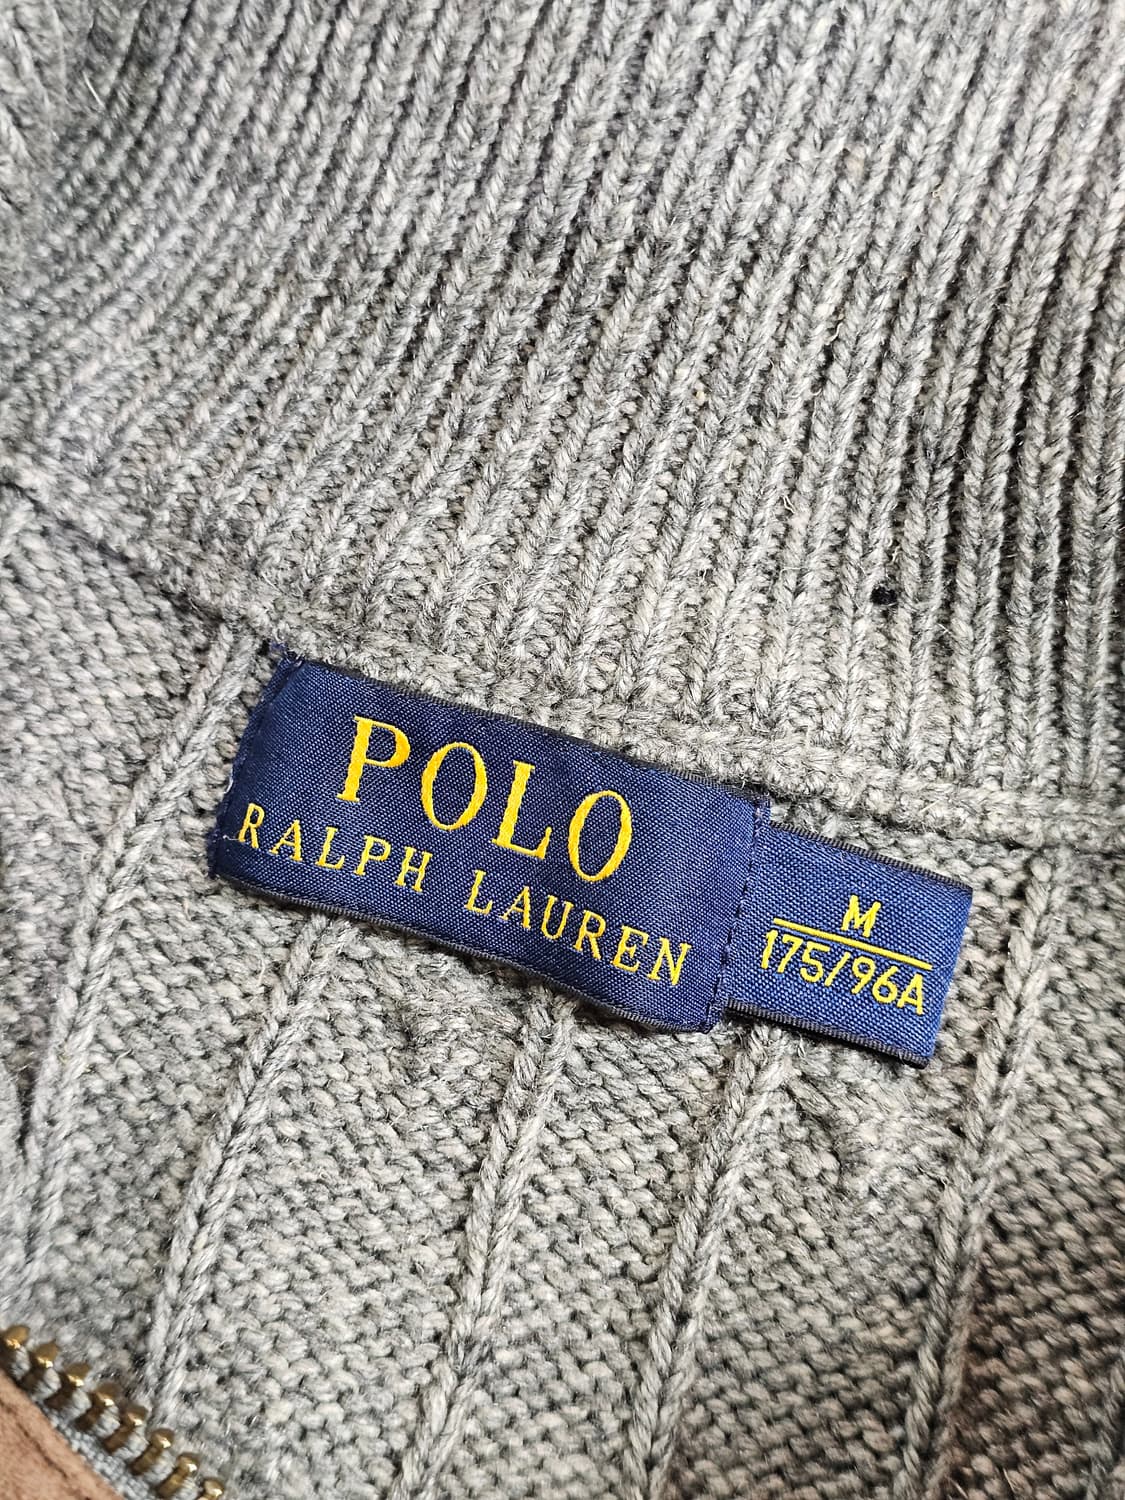 POLO
RALPH LAUREN
M
175/96A